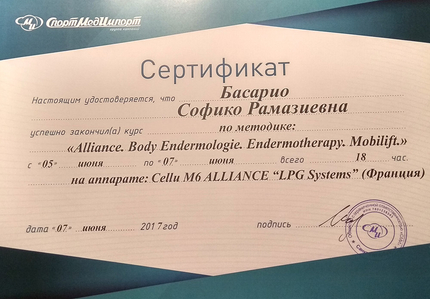 СпортМедИмпорт
Сертификат
Настоящим удостоверяется, что Басарио
Софико Рамазиевна
успешно закончил(а) курс по методике:
«Alliance. Body Endermologie. Endermotherapy. Mobilift.»
с «05» июня по «07» июня всего 18 час.
на аппарате: Cellu M6 ALLIANCE “LPG Systems” (Франция)
дата «07» июня 2017год подпись